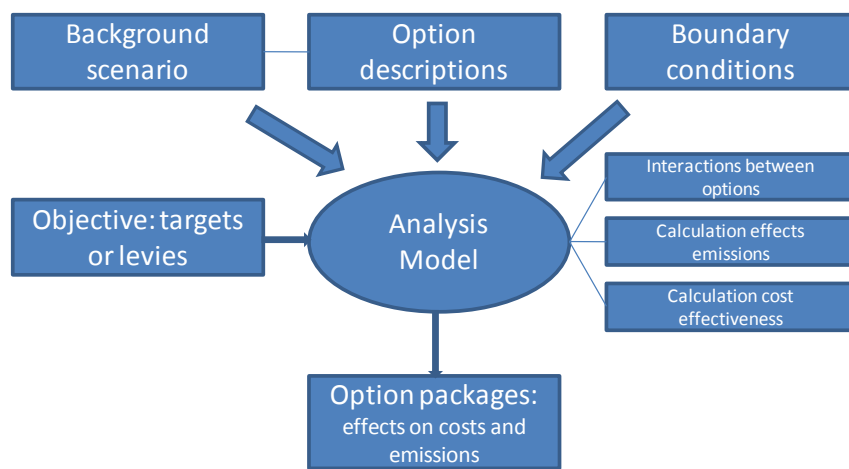 Background
scenario
Option
descriptions
Boundary
conditions
Interactions between
options
Objective: targets
or levies
Analysis
Model
Calculation effects
emissions
Calculation cost
effectiveness
Option packages:
effects on costs and
emissions